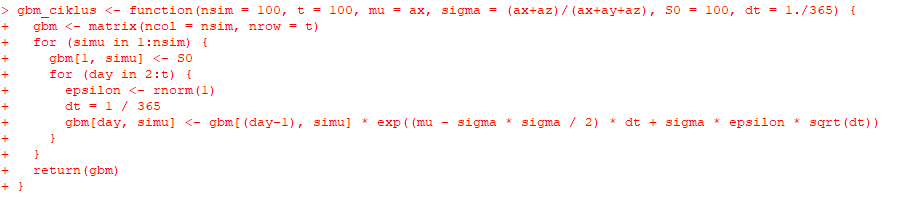 > gbm_ciklus <- function(nsim = 100, t = 100, mu = ax, sigma = (ax+az)/(ax+ay+az), S0 = 100, dt = 1./365) {
+   gbm <- matrix(ncol = nsim, nrow = t)
+   for (simu in 1:nsim) {
+     gbm[1, simu] <- S0
+     for (day in 2:t) {
+       epsilon <- rnorm(1)
+       dt = 1 / 365
+       gbm[day, simu] <- gbm[(day-1), simu] * exp((mu - sigma * sigma / 2) * dt + sigma * epsilon * sqrt(dt))
+     }
+   }
+   return(gbm)
+ }